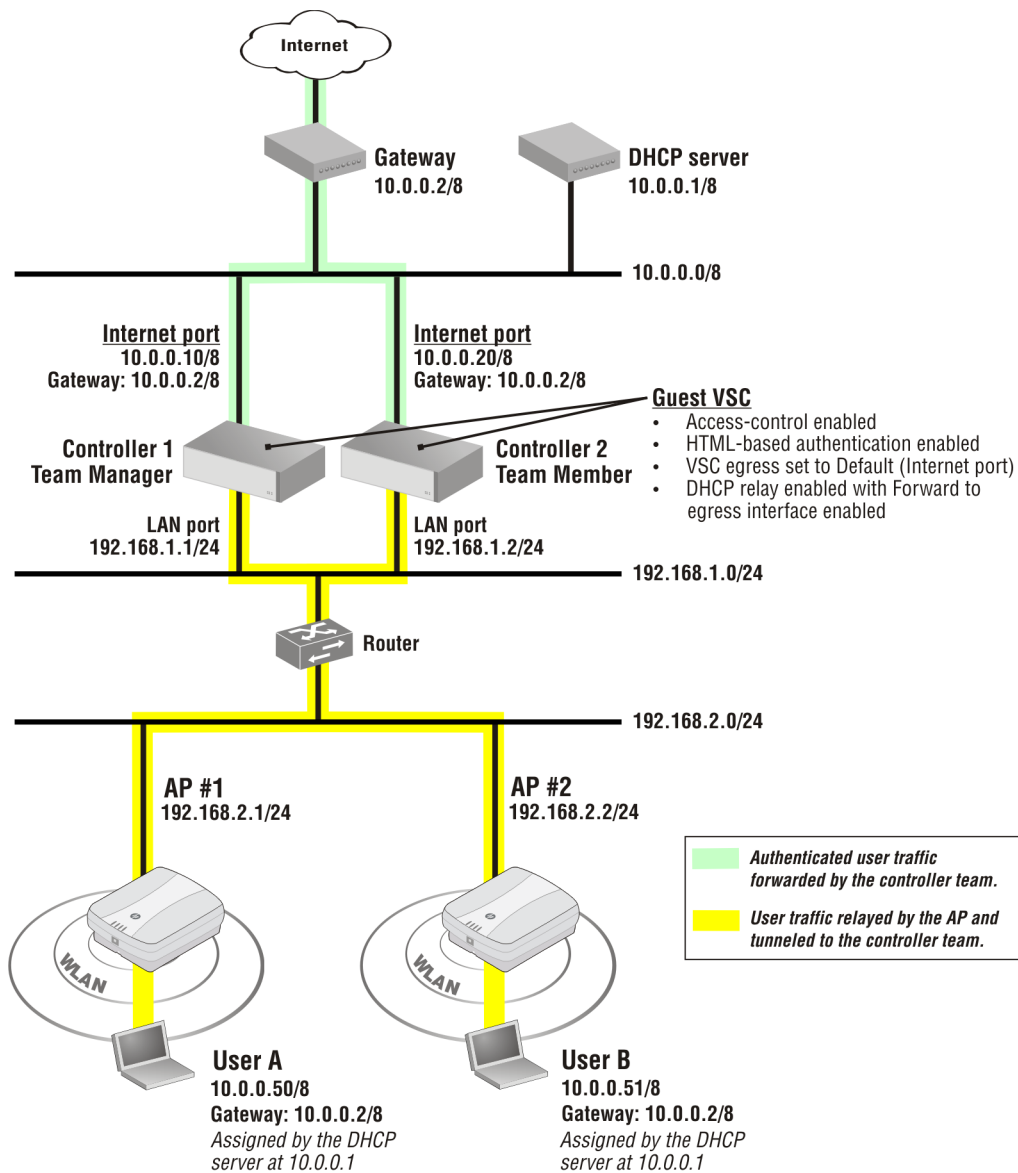 Internet
Gateway
10.0.0.2/8
DHCP server
10.0.0.1/8
10.0.0.0/8
Internet port
10.0.0.10/8
Gateway: 10.0.0.2/8
Internet port
10.0.0.20/8
Gateway: 10.0.0.2/8
Guest VSC
• Access-control enabled
• HTML-based authentication enabled
• VSC egress set to Default (Internet port)
• DHCP relay enabled with Forward to
egress interface enabled
Controller 1
Team Manager
Controller 2
Team Member
LAN port
192.168.1.1/24
LAN port
192.168.1.2/24
192.168.1.0/24
Router
192.168.2.0/24
AP #1
192.168.2.1/24
AP #2
192.168.2.2/24
Authenticated user traffic
forwarded by the controller team.
User traffic relayed by the AP and
tunneled to the controller team.
WLAN
WLAN
User A
10.0.0.50/8
Gateway: 10.0.0.2/8
Assigned by the DHCP
server at 10.0.0.1
User B
10.0.0.51/8
Gateway: 10.0.0.2/8
Assigned by the DHCP
server at 10.0.0.1